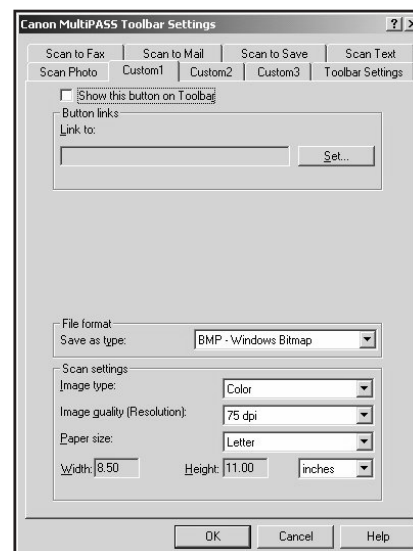 Canon MultiPASS Toolbar Settings
Scan to Fax Scan to Mail Scan to Save Scan Text
Scan Photo Custom1 Custom2 Custom3 Toolbar Settings
Show this button on Toolbar
Button links
Link to:
Set...
File format
Save as type: BMP - Windows Bitmap
Scan settings
Image type: Color
Image quality (Resolution): 75 dpi
Paper size: Letter
Width: 8.50 Height: 11.00 inches
OK Cancel Help